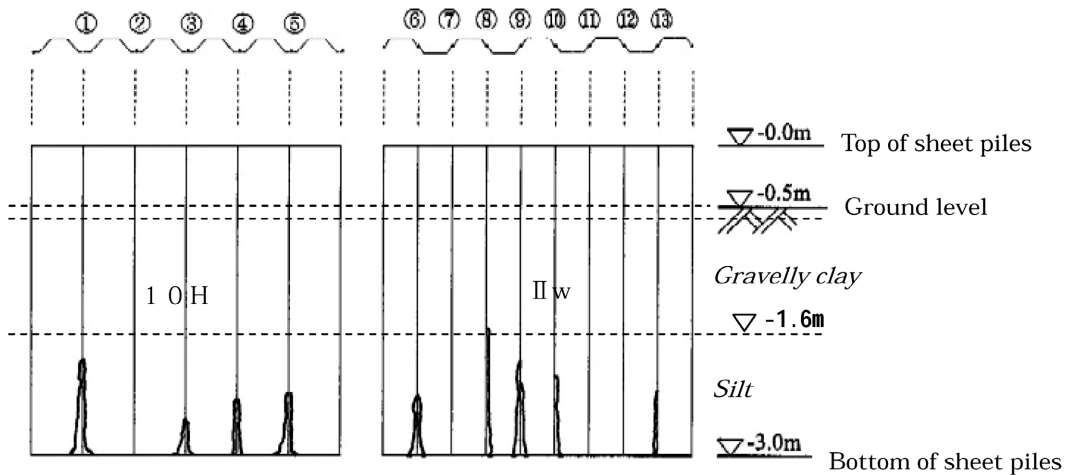 ① ② ③ ④ ⑤ ⑥ ⑦ ⑧ ⑨ ⑩ ⑪ ⑫ ⑬
-0.0m Top of sheet piles
-0.5m Ground level
Gravelly clay
10H Ⅱw
-1.6m
Silt
-3.0m Bottom of sheet piles